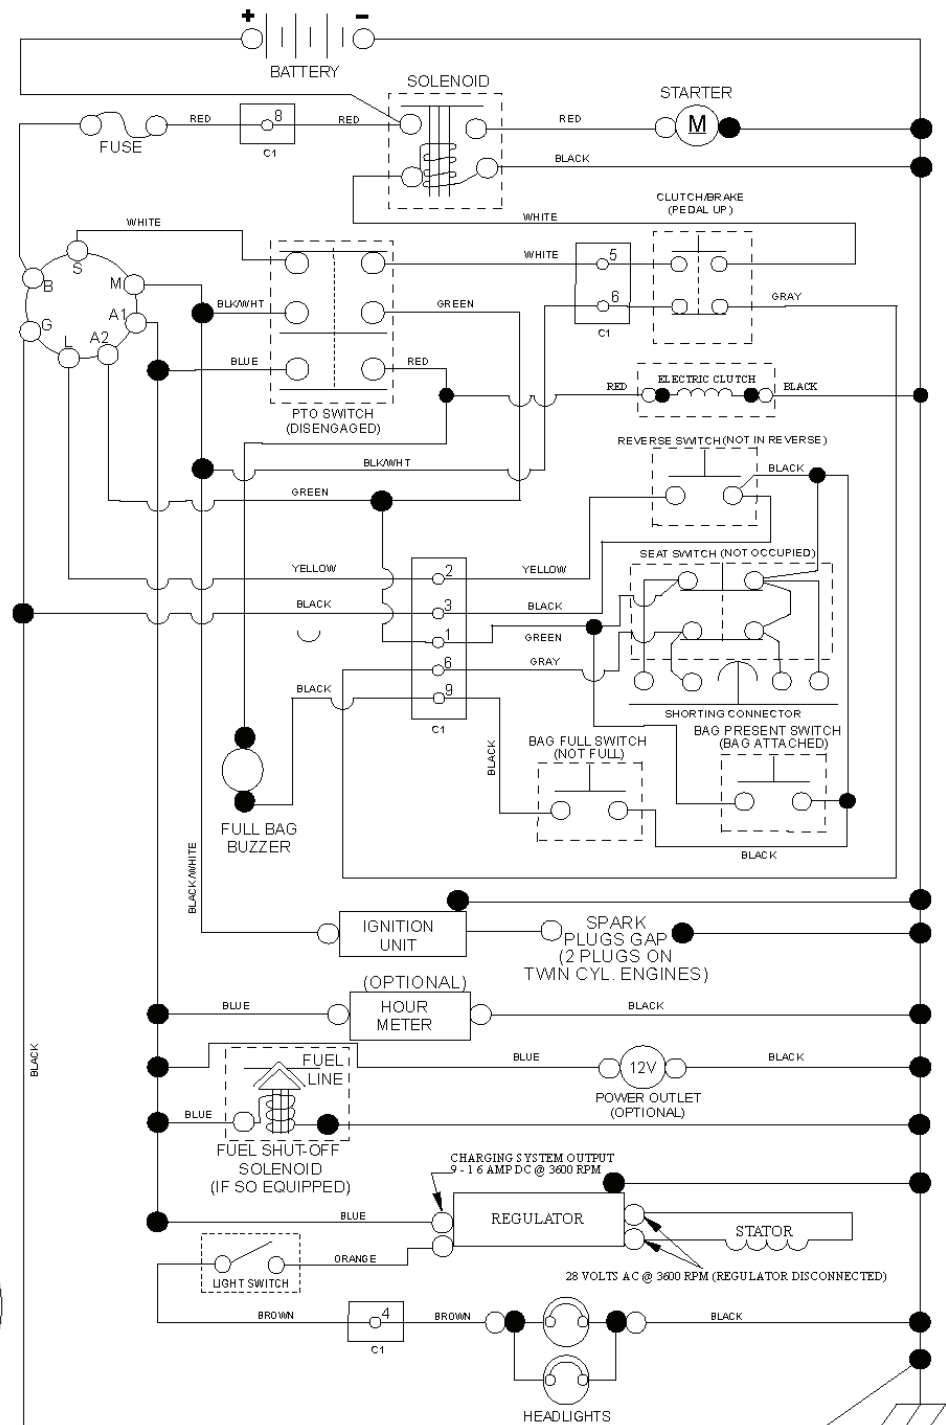 + -
BATTERY
SOLENOID
STARTER
RED 8 RED
RED
M
FUSE
C1
BLACK
CLUTCH/BRAKE
(PEDAL UP)
WHITE
WHITE
WHITE 5
S
B M
BLK/WHT GREEN
6 GRAY
G A1
L A2
C1
BLUE RED
RED ELECTRIC CLUTCH BLACK
PTO SWITCH
(DISENGAGED)
REVERSE SWITCH (NOT IN REVERSE)
BLK/WHT
BLACK
GREEN
SEAT SWITCH (NOT OCCUPIED)
YELLOW 2 YELLOW
BLACK 3 BLACK
1 GREEN
6 GRAY
BLACK 9
SHORTING CONNECTOR
C1
BAG PRESENT SWITCH
(BAG ATTACHED)
BAG FULL SWITCH
(NOT FULL)
BLACK
FULL BAG
BUZZER
BLACK
BLACK/WHITE
IGNITION
UNIT
SPARK
PLUGS GAP
(2 PLUGS ON
TWIN CYL. ENGINES)
(OPTIONAL)
BLUE HOUR
METER
BLACK
BLACK
FUEL
LINE
BLUE 12V BLACK
POWER OUTLET
(OPTIONAL)
BLUE
FUEL SHUT-OFF
SOLENOID
(IF SO EQUIPPED)
CHARGING SYSTEM OUTPUT
9 - 16 AMP DC @ 3600 RPM
BLUE REGULATOR STATOR
ORANGE
LIGHT SWITCH
28 VOLTS AC @ 3600 RPM (REGULATOR DISCONNECTED)
BROWN 4 BROWN BLACK
C1
HEADLIGHTS